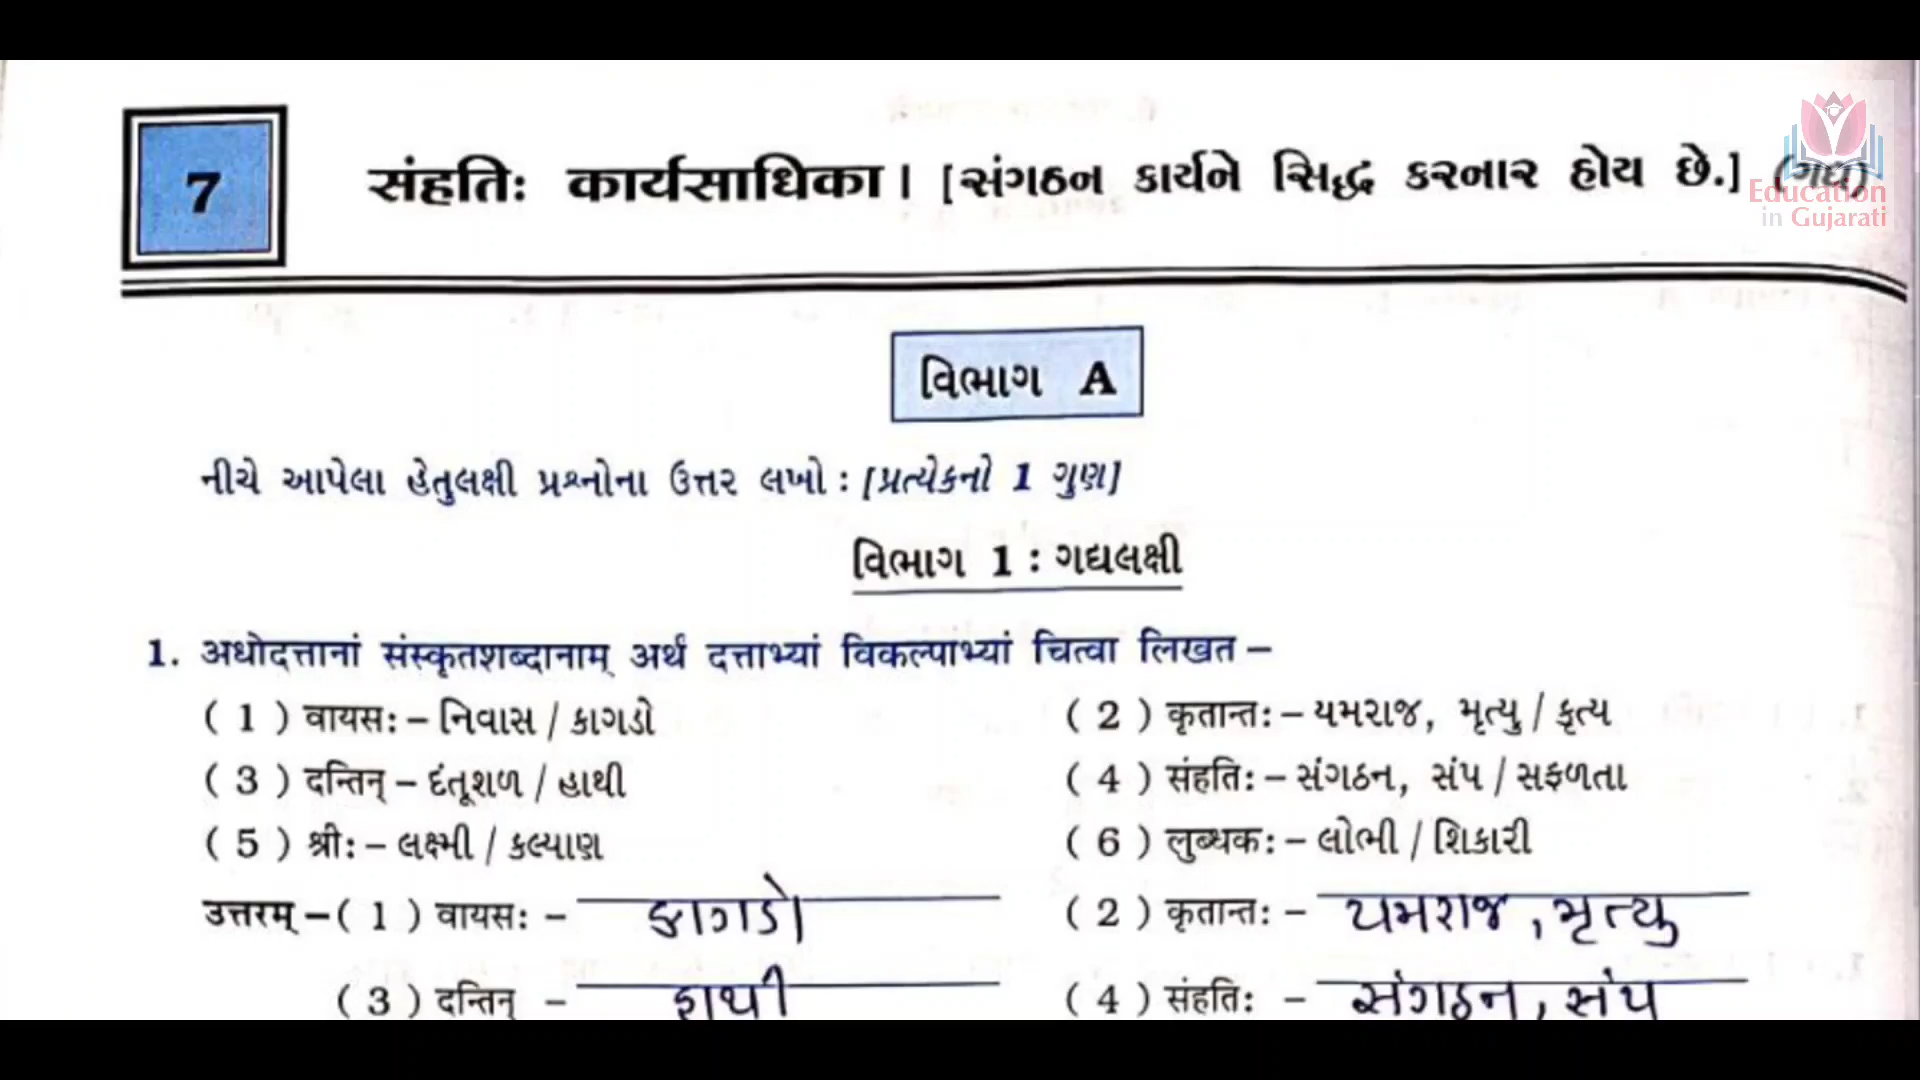 7
संहतिः कार्यसाधिका। [સંગઠન કાર્યને સિદ્ધ કરનાર હોય છે.] (ગદ્ય)
Education
in Gujarati
વિભાગ A
નીચે આપેલા હેતુલક્ષી પ્રશ્નોના ઉત્તર લખો : [પ્રત્યેકનો 1 ગુણ]
વિભાગ 1 : ગદ્યલક્ષી
1. अधोदत्तानां संस्कृतशब्दानाम् अर्थं दत्ताभ्यां विकल्पाभ्यां चित्वा लिखत –
( 1 ) वायसः – નિવાસ / કાગડો ( 2 ) कृतान्तः – યમરાજ, મૃત્યુ / કૃત્ય
( 3 ) दन्तिन् – દંતૂશળ / હાથી ( 4 ) संहतिः – સંગઠન, સંપ / સફળતા
( 5 ) श्रीः – લક્ષ્મી / કલ્યાણ ( 6 ) लुब्धकः – લોભી / શિકારી
उत्तरम् – ( 1 ) वायसः – કાગડો ( 2 ) कृतान्तः – યમરાજ, મૃત્યુ
( 3 ) दन्तिन् – હાથી ( 4 ) संहतिः – સંગઠન, સંપ